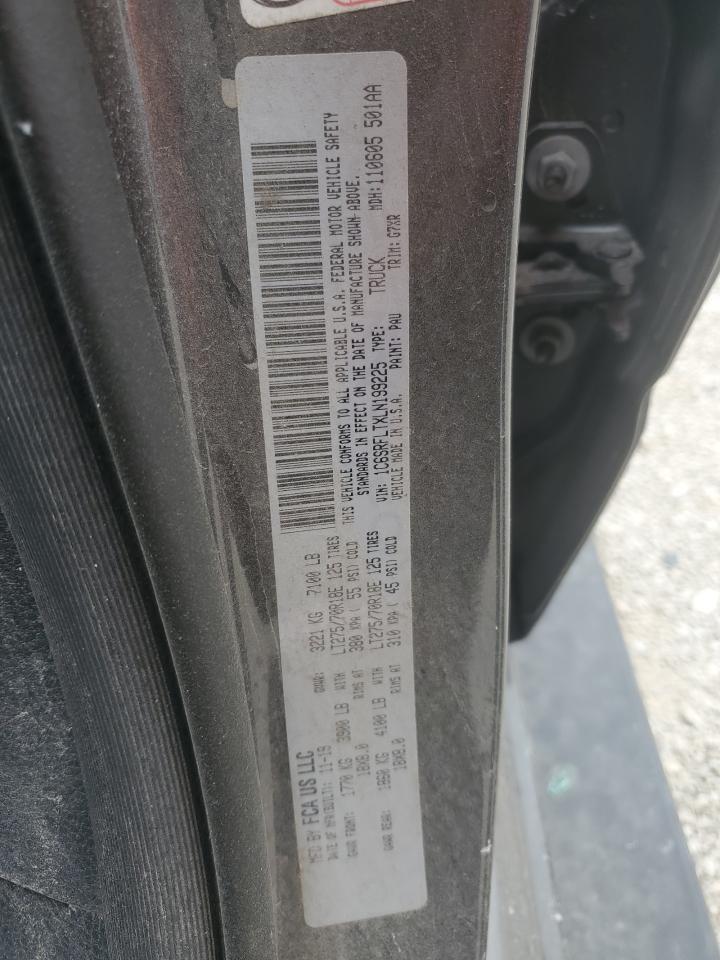 MFD BY FCA US LLC
DATE OF MFR(BUILT): 11-19 GVWR: 3221 KG 7100 LB
GAWR FRONT: 1770 KG 3900 LB WITH LT275/70R18E 125 TIRES
18X8.0 RIMS AT 380 KPA ( 55 PSI) COLD
GAWR REAR: 1860 KG 4100 LB WITH LT275/70R18E 125 TIRES
18X8.0 RIMS AT 310 KPA ( 45 PSI) COLD
THIS VEHICLE CONFORMS TO ALL APPLICABLE U.S.A. FEDERAL MOTOR VEHICLE SAFETY
STANDARDS IN EFFECT ON THE DATE OF MANUFACTURE SHOWN ABOVE.
VIN: 1C6SRFLTXLN199225 TYPE: TRUCK MDH: 110605 501AA
VEHICLE MADE IN U.S.A. PAINT: PAU TRIM: G7XR